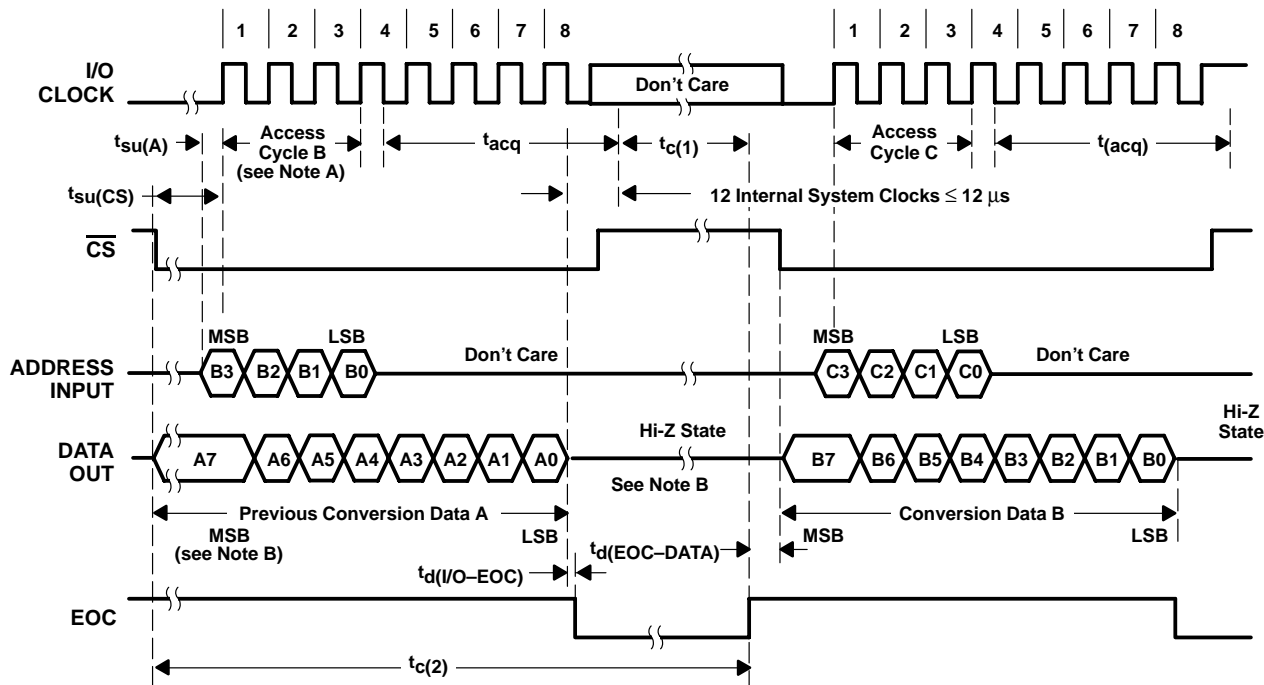 1 2 3 4 5 6 7 8 1 2 3 4 5 6 7 8
I/O
CLOCK
Don't Care
tsu(A)
Access
Cycle B
(see Note A)
tacq
tc(1)
Access
Cycle C
t(acq)
tsu(CS)
12 Internal System Clocks ≤ 12 μs
CS
MSB LSB MSB LSB
ADDRESS
INPUT
B3 B2 B1 B0 Don't Care C3 C2 C1 C0 Don't Care
DATA
OUT
A7 A6 A5 A4 A3 A2 A1 A0
Hi-Z State
See Note B
B7 B6 B5 B4 B3 B2 B1 B0
Hi-Z
State
Previous Conversion Data A
Conversion Data B
MSB
(see Note B)
LSB
td(EOC–DATA)
MSB LSB
td(I/O–EOC)
EOC
tc(2)